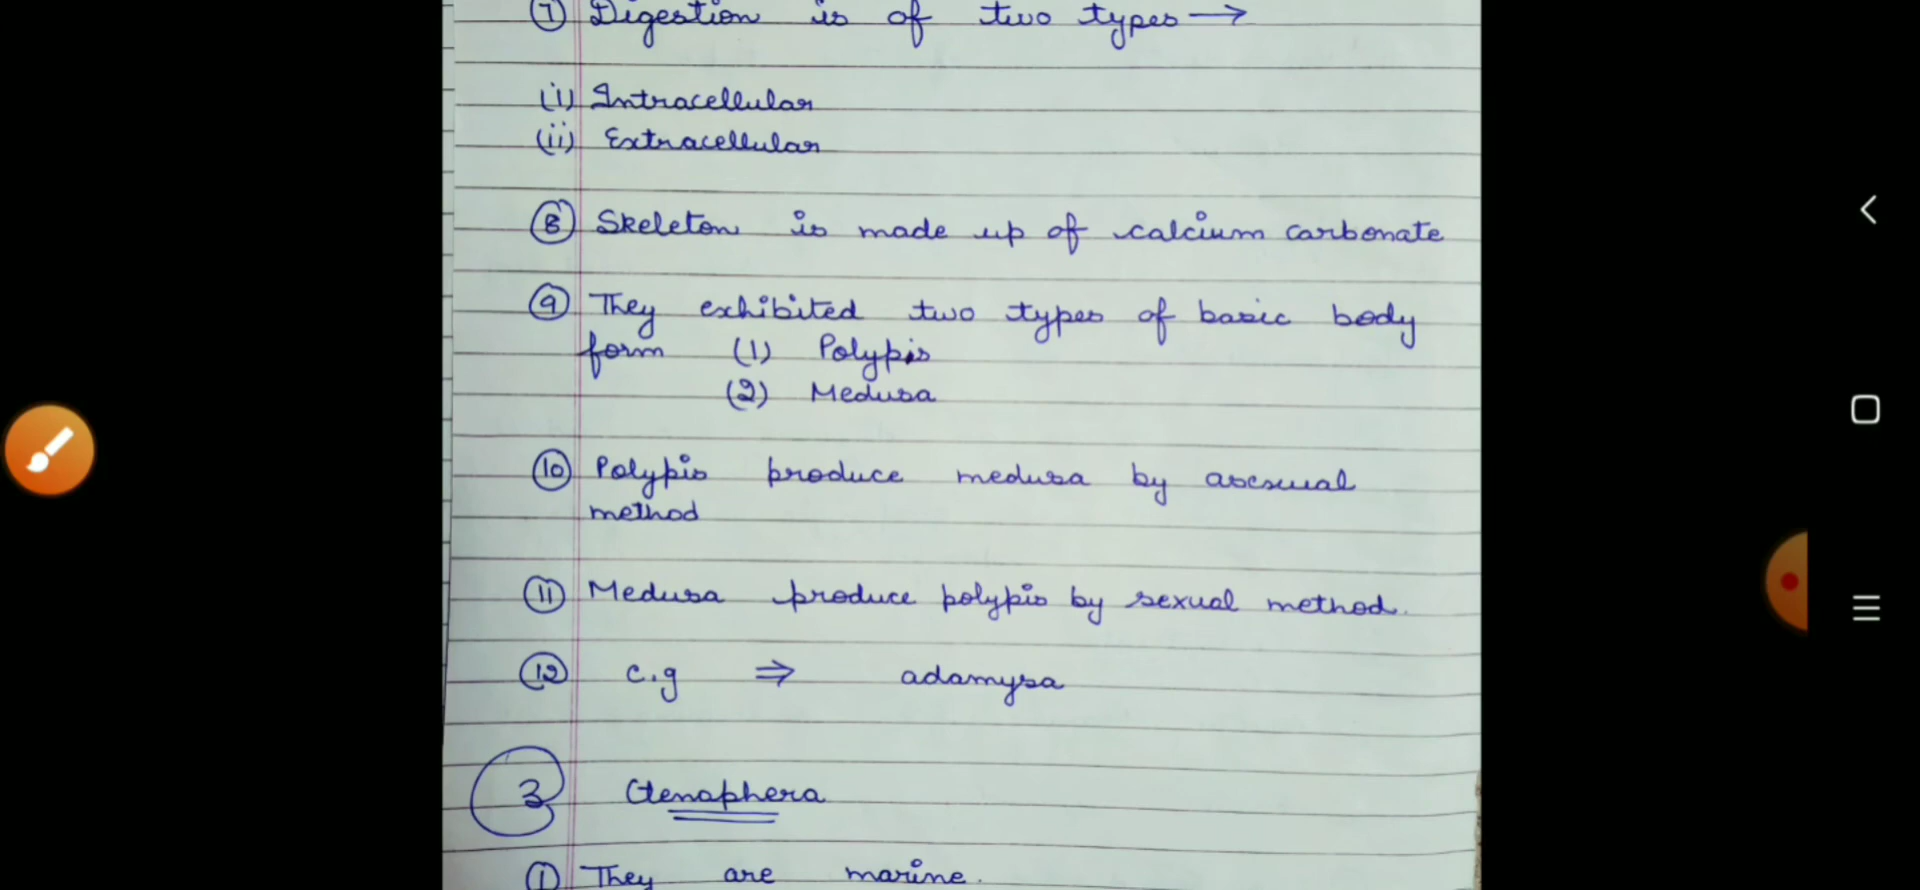 (7) Digestion is of two types →
(i) Intracellular
(ii) Extracellular
(8) Skeleton is made up of calcium carbonate
(9) They exhibited two types of basic body
form (1) Polypis
(2) Medusa
(10) Polypis produce medusa by asexual
method
(11) Medusa produce polypis by sexual method.
(12) e.g ⇒ adamysa
(3) Ctenaphera
(1) They are marine.